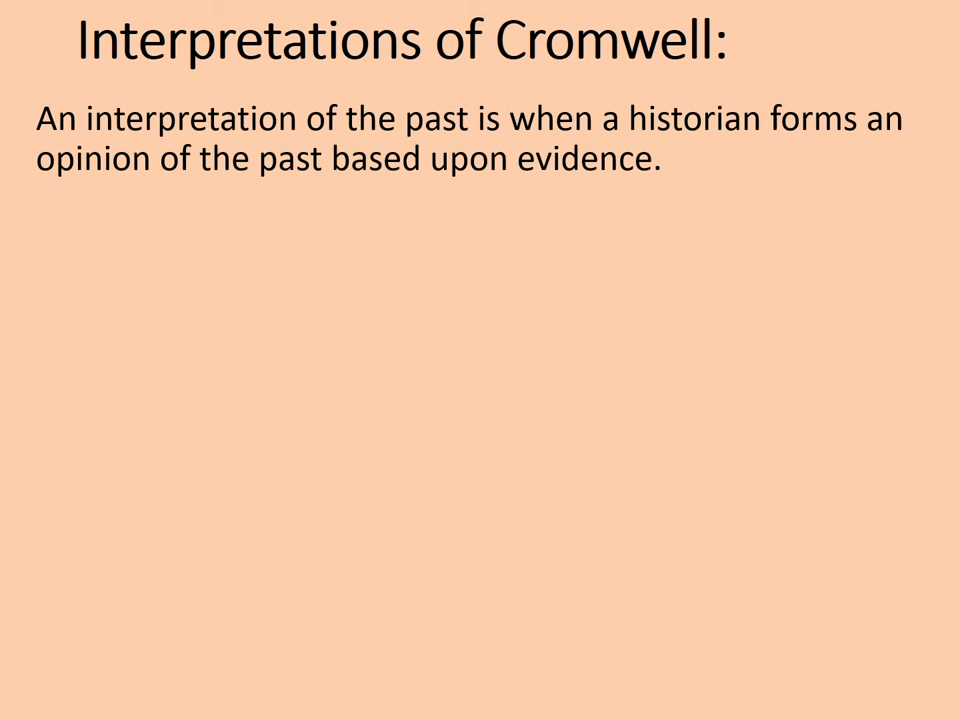 Interpretations of Cromwell:
An interpretation of the past is when a historian forms an
opinion of the past based upon evidence.